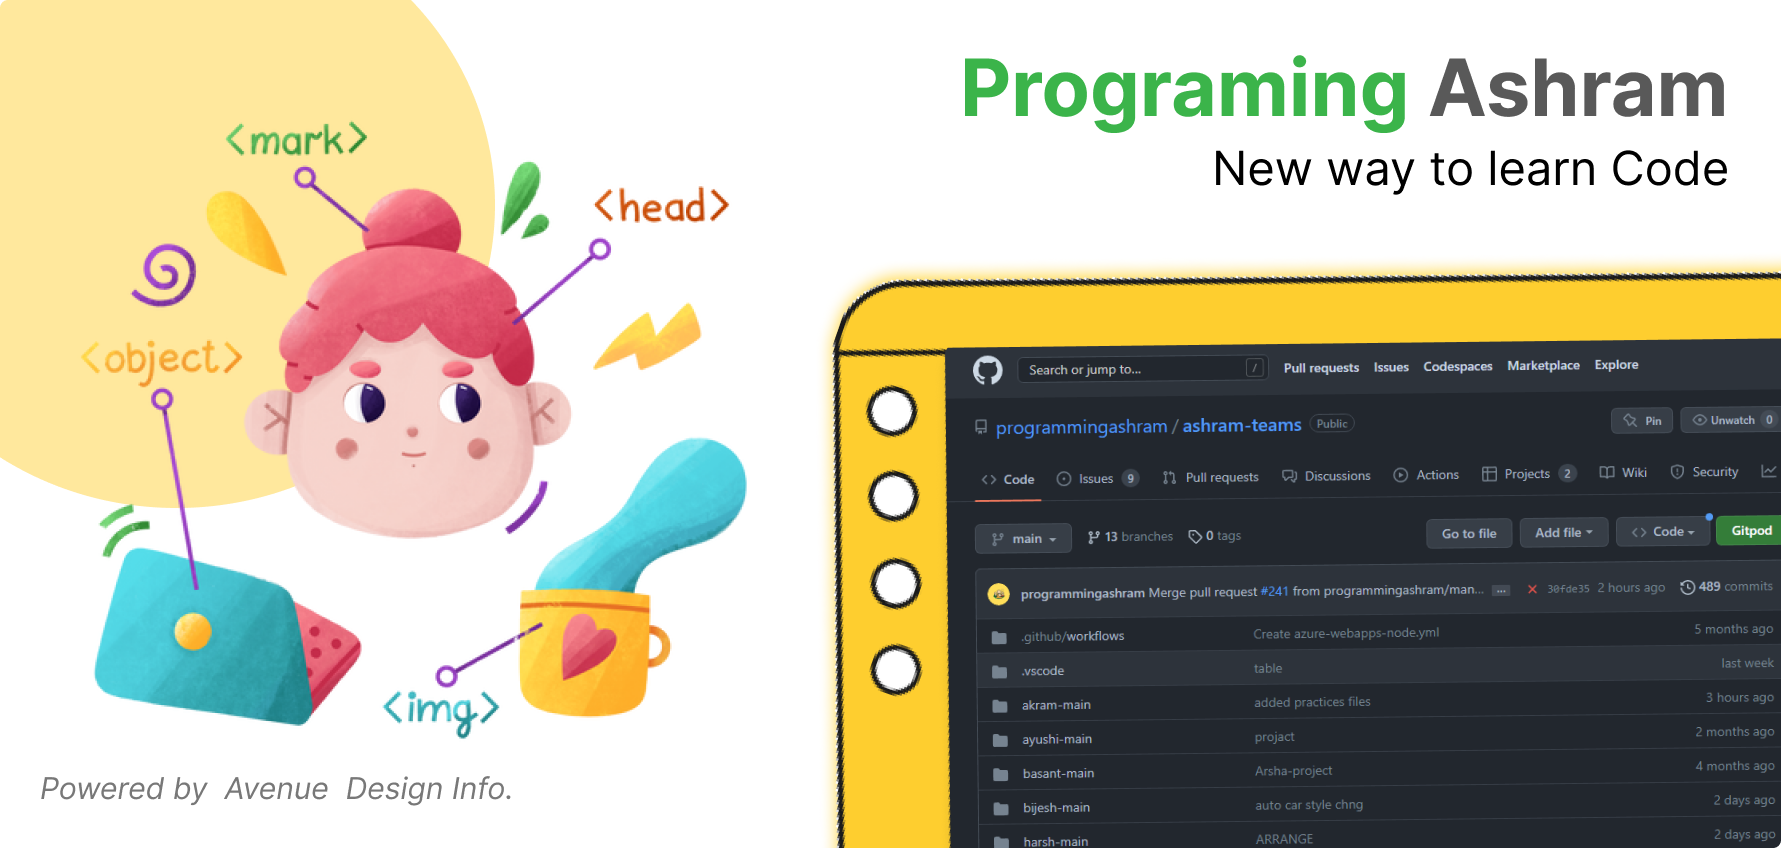 Programing Ashram
New way to learn Code
<mark>
<head>
<object>
<img>
Powered by Avenue Design Info.
Search or jump to... /
Pull requests Issues Codespaces Marketplace Explore
programmingashram / ashram-teams Public
Pin Unwatch 0
Code Issues 9 Pull requests Discussions Actions Projects 2 Wiki Security
main 13 branches 0 tags Go to file Add file Code Gitpod
programmingashram Merge pull request #241 from programmingashram/man... ... 30fde35 2 hours ago 489 commits
.github/workflows Create azure-webapps-node.yml 5 months ago
.vscode table last week
akram-main added practices files 3 hours ago
ayushi-main projact 2 months ago
basant-main Arsha-project 4 months ago
bijesh-main auto car style chng 2 days ago
harsh-main ARRANGE 2 days ago